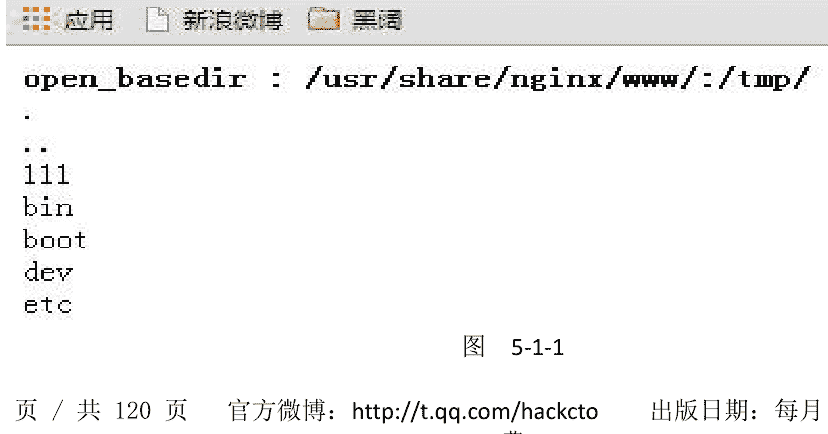 应用 新浪微博 黑阔
open_basedir : /usr/share/nginx/www/:/tmp/
.
..
111
bin
boot
dev
etc
图 5-1-1
页 / 共 120 页 官方微博：http://t.qq.com/hackcto 出版日期：每月